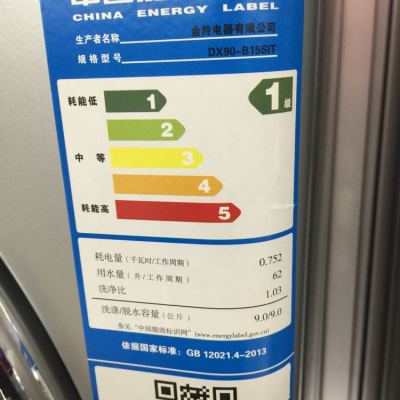 CHINA ENERGY LABEL
生产者名称 金羚电器有限公司
规格型号 DX90-B15SIT
耗能低 1 1级
2
中 等 3
4
耗能高 5
耗电量（千瓦时/工作周期） 0.752
用水量（升/工作周期） 62
洗净比 1.03
洗涤/脱水容量（公斤） 9.0/9.0
参见“中国能效标识网”(www.energylabel.gov.cn)
依据国家标准: GB 12021.4-2013